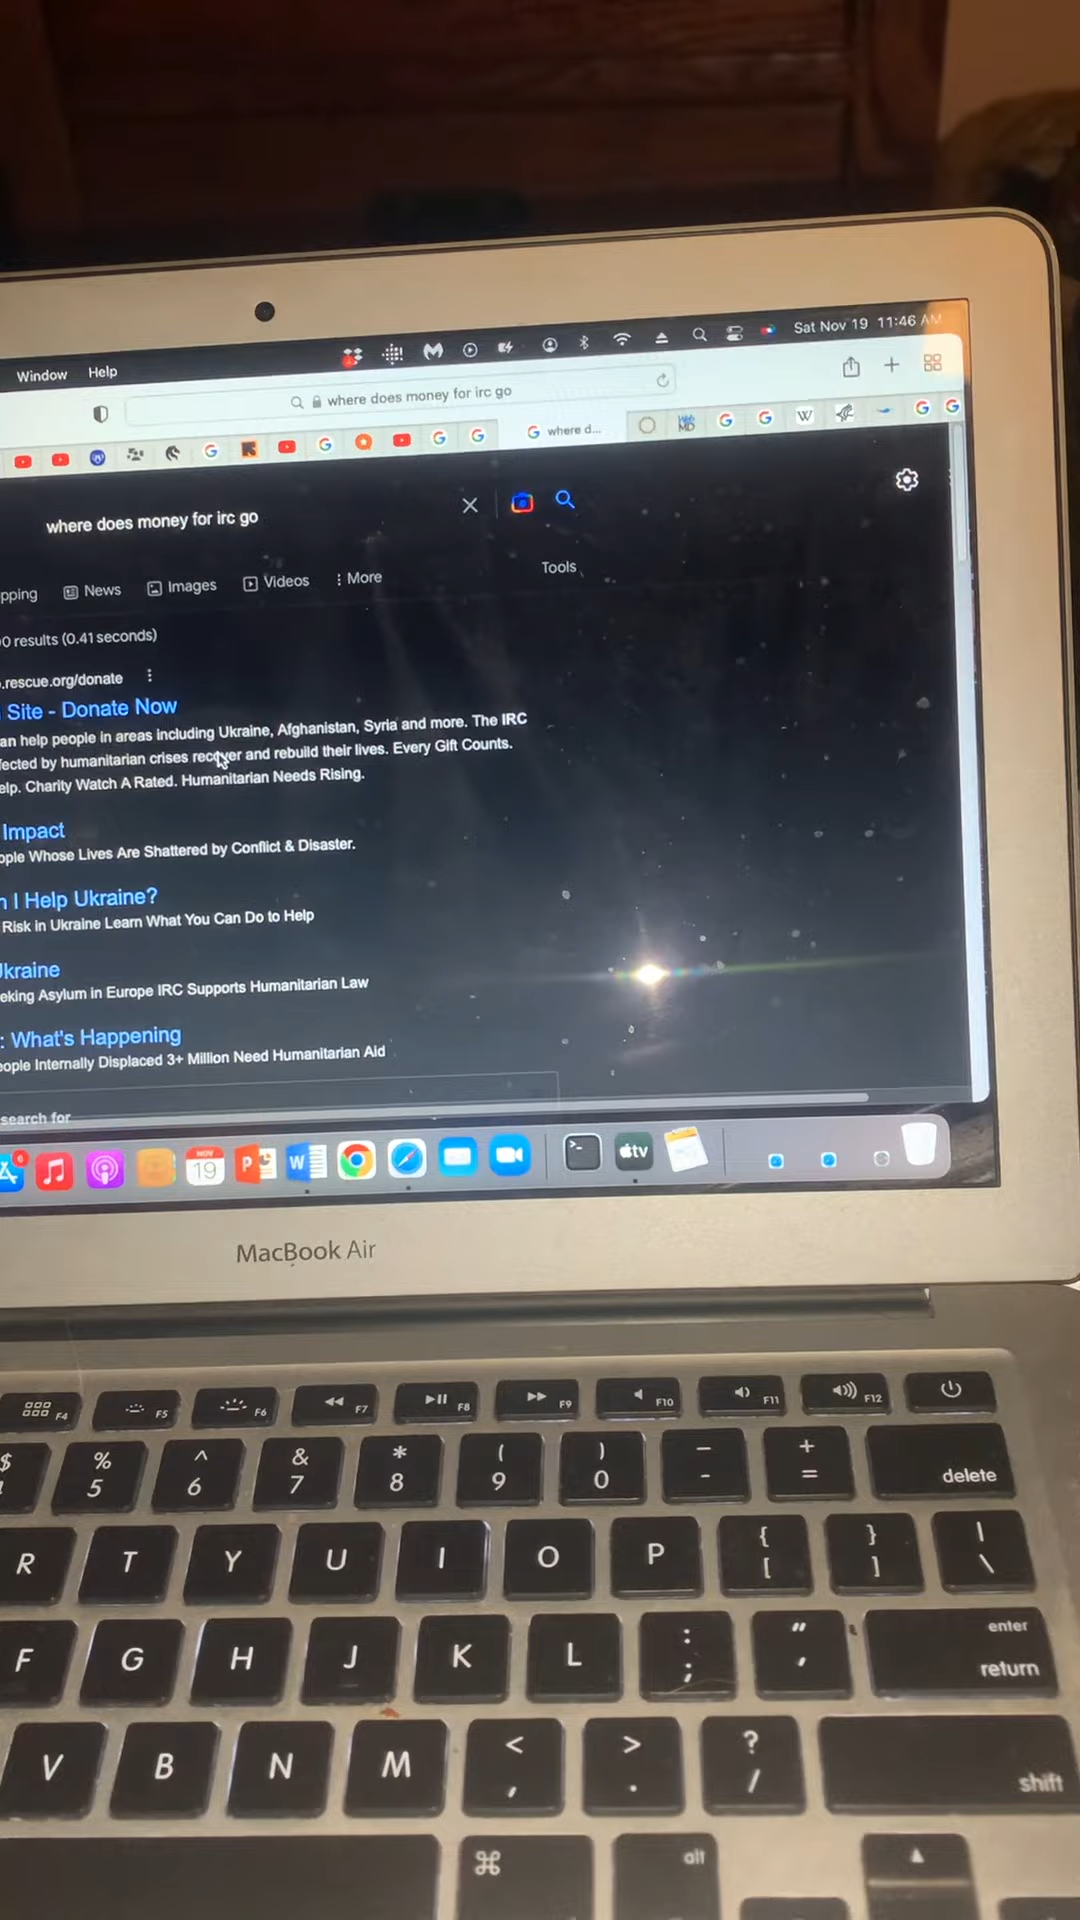 Window Help
Sat Nov 19 11:46 AM
where does money for irc go
where d...
W
where does money for irc go
pping News Images Videos More
Tools
0 results (0.41 seconds)
.rescue.org/donate
Site - Donate Now
an help people in areas including Ukraine, Afghanistan, Syria and more. The IRC
fected by humanitarian crises recover and rebuild their lives. Every Gift Counts.
elp. Charity Watch A Rated. Humanitarian Needs Rising.
Impact
ople Whose Lives Are Shattered by Conflict & Disaster.
n I Help Ukraine?
Risk in Ukraine Learn What You Can Do to Help
Ukraine
eking Asylum in Europe IRC Supports Humanitarian Law
: What's Happening
eople Internally Displaced 3+ Million Need Humanitarian Aid
search for
NOV
19
P
W
tv
MacBook Air
F4 F5 F6 F7 F8 F9 F10 F11 F12
$ % ^ & * ( ) _ +
5 6 7 8 9 0 - = delete
R T Y U I O P { [ } ] | \
F G H J K L : ; " ' enter return
V B N M < , > . ? / shift
⌘ alt